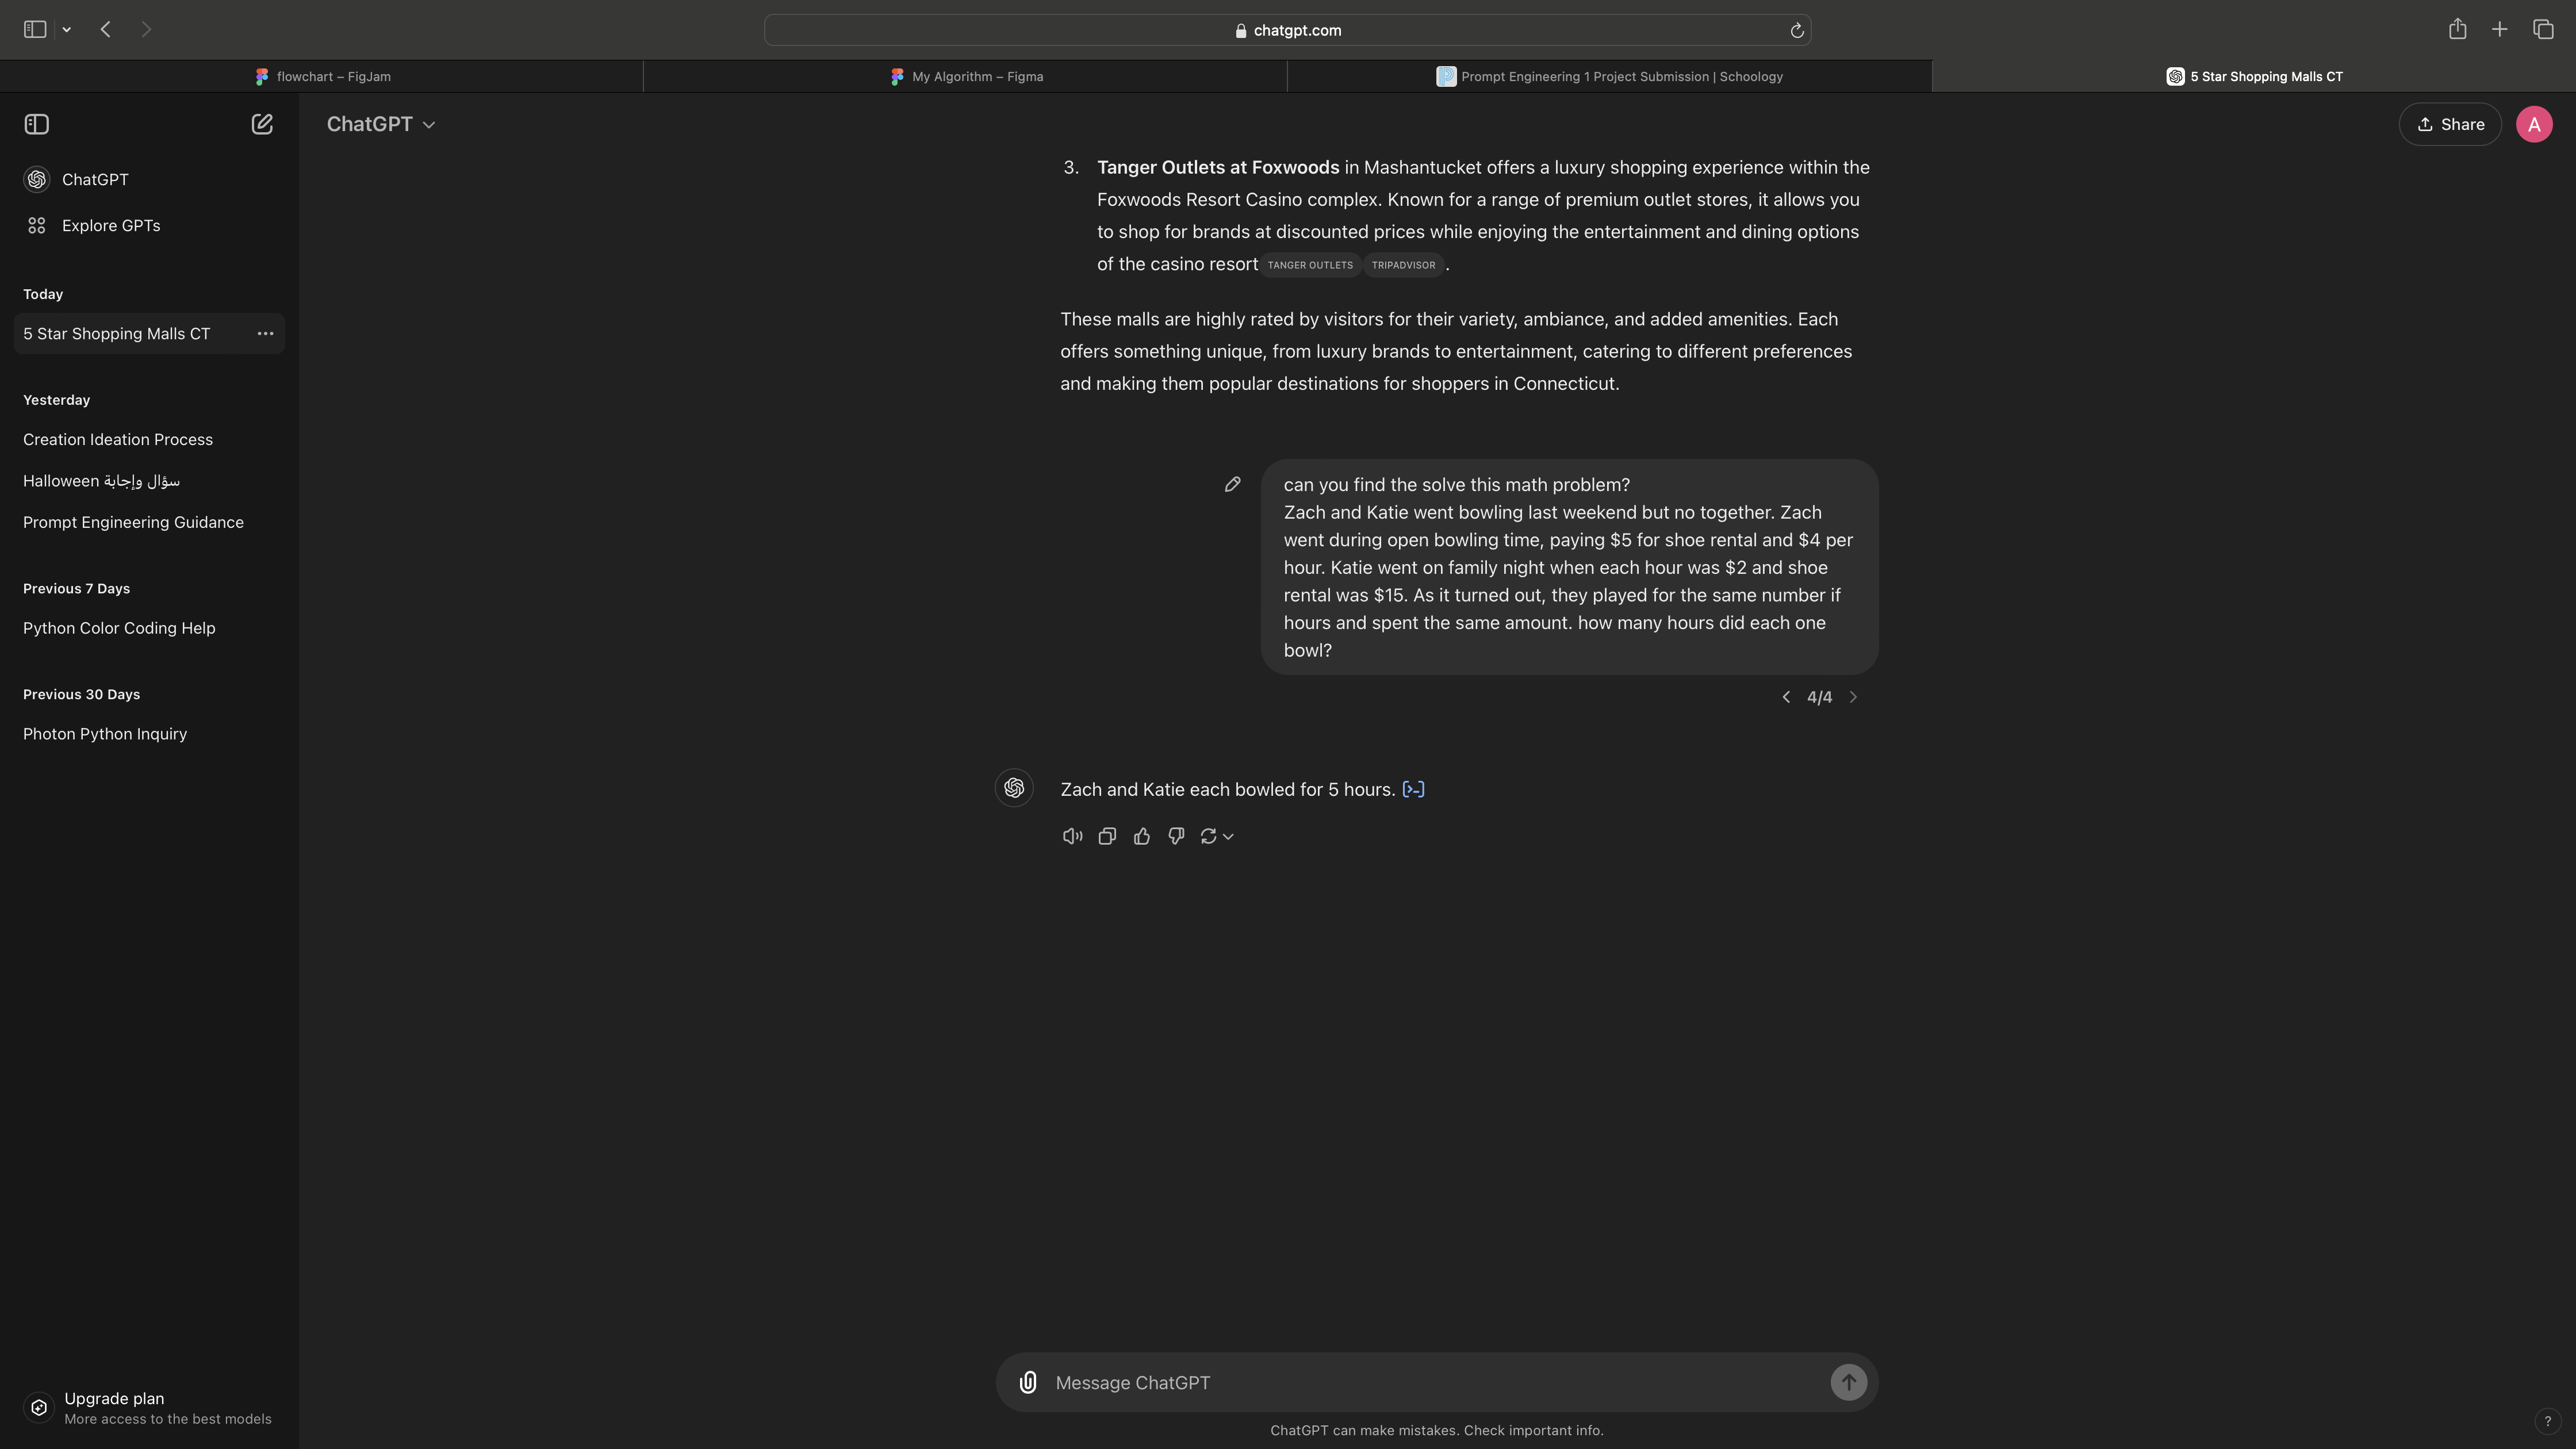 chatgpt.com
flowchart – FigJam
My Algorithm – Figma
Prompt Engineering 1 Project Submission | Schoology
5 Star Shopping Malls CT
ChatGPT
Explore GPTs
Today
5 Star Shopping Malls CT
Yesterday
Creation Ideation Process
Halloween سؤال وإجابة
Prompt Engineering Guidance
Previous 7 Days
Python Color Coding Help
Previous 30 Days
Photon Python Inquiry
Upgrade plan
More access to the best models
ChatGPT
Share
A
3. Tanger Outlets at Foxwoods in Mashantucket offers a luxury shopping experience within the
Foxwoods Resort Casino complex. Known for a range of premium outlet stores, it allows you
to shop for brands at discounted prices while enjoying the entertainment and dining options
of the casino resort TANGER OUTLETS TRIPADVISOR .
These malls are highly rated by visitors for their variety, ambiance, and added amenities. Each
offers something unique, from luxury brands to entertainment, catering to different preferences
and making them popular destinations for shoppers in Connecticut.
can you find the solve this math problem?
Zach and Katie went bowling last weekend but no together. Zach
went during open bowling time, paying $5 for shoe rental and $4 per
hour. Katie went on family night when each hour was $2 and shoe
rental was $15. As it turned out, they played for the same number if
hours and spent the same amount. how many hours did each one
bowl?
4/4
Zach and Katie each bowled for 5 hours. [>-]
Message ChatGPT
ChatGPT can make mistakes. Check important info.
?